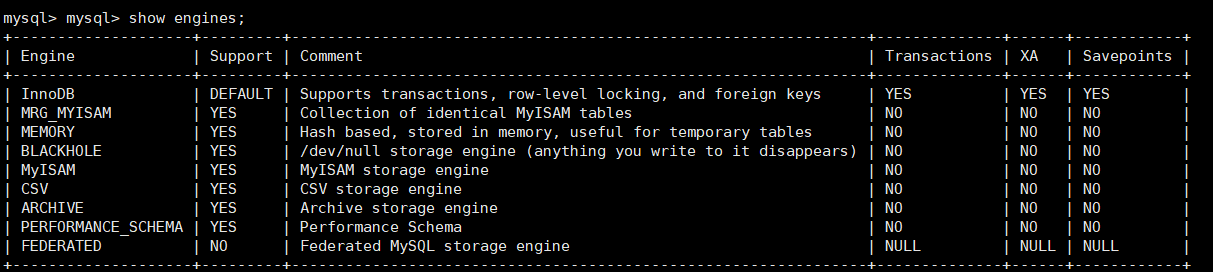 mysql> mysql> show engines;
+--------------------+---------+----------------------------------------------------------------+--------------+------+------------+
| Engine             | Support | Comment                                                        | Transactions | XA   | Savepoints |
+--------------------+---------+----------------------------------------------------------------+--------------+------+------------+
| InnoDB             | DEFAULT | Supports transactions, row-level locking, and foreign keys     | YES          | YES  | YES        |
| MRG_MYISAM         | YES     | Collection of identical MyISAM tables                          | NO           | NO   | NO         |
| MEMORY             | YES     | Hash based, stored in memory, useful for temporary tables      | NO           | NO   | NO         |
| BLACKHOLE          | YES     | /dev/null storage engine (anything you write to it disappears) | NO           | NO   | NO         |
| MyISAM             | YES     | MyISAM storage engine                                          | NO           | NO   | NO         |
| CSV                | YES     | CSV storage engine                                             | NO           | NO   | NO         |
| ARCHIVE            | YES     | Archive storage engine                                         | NO           | NO   | NO         |
| PERFORMANCE_SCHEMA | YES     | Performance Schema                                             | NO           | NO   | NO         |
| FEDERATED          | NO      | Federated MySQL storage engine                                 | NULL         | NULL | NULL       |
+--------------------+---------+----------------------------------------------------------------+--------------+------+------------+